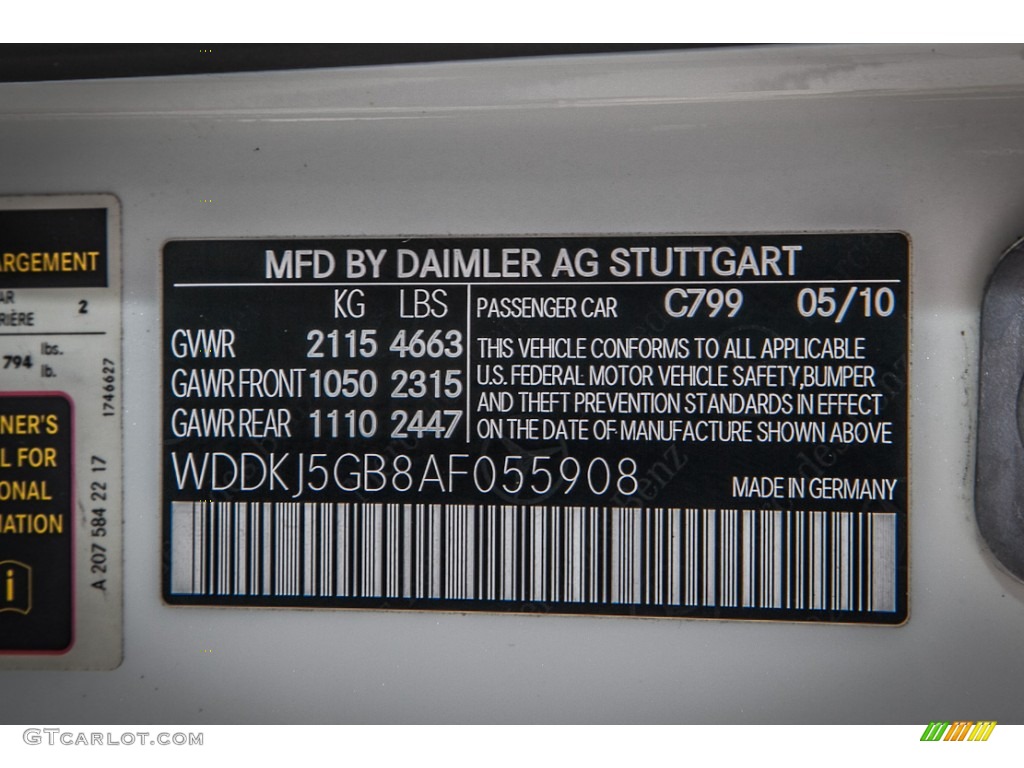 ARGEMENT
AR
RIÈRE
2
794 lbs.
lb.
1746627
NER'S
L FOR
ONAL
MATION
i
A 207 584 22 17
MFD BY DAIMLER AG STUTTGART
KG LBS
GVWR 2115 4663
GAWR FRONT 1050 2315
GAWR REAR 1110 2447
PASSENGER CAR C799 05/10
THIS VEHICLE CONFORMS TO ALL APPLICABLE
U.S. FEDERAL MOTOR VEHICLE SAFETY,BUMPER
AND THEFT PREVENTION STANDARDS IN EFFECT
ON THE DATE OF MANUFACTURE SHOWN ABOVE
WDDKJ5GB8AF055908
MADE IN GERMANY
GTCARLOT.COM